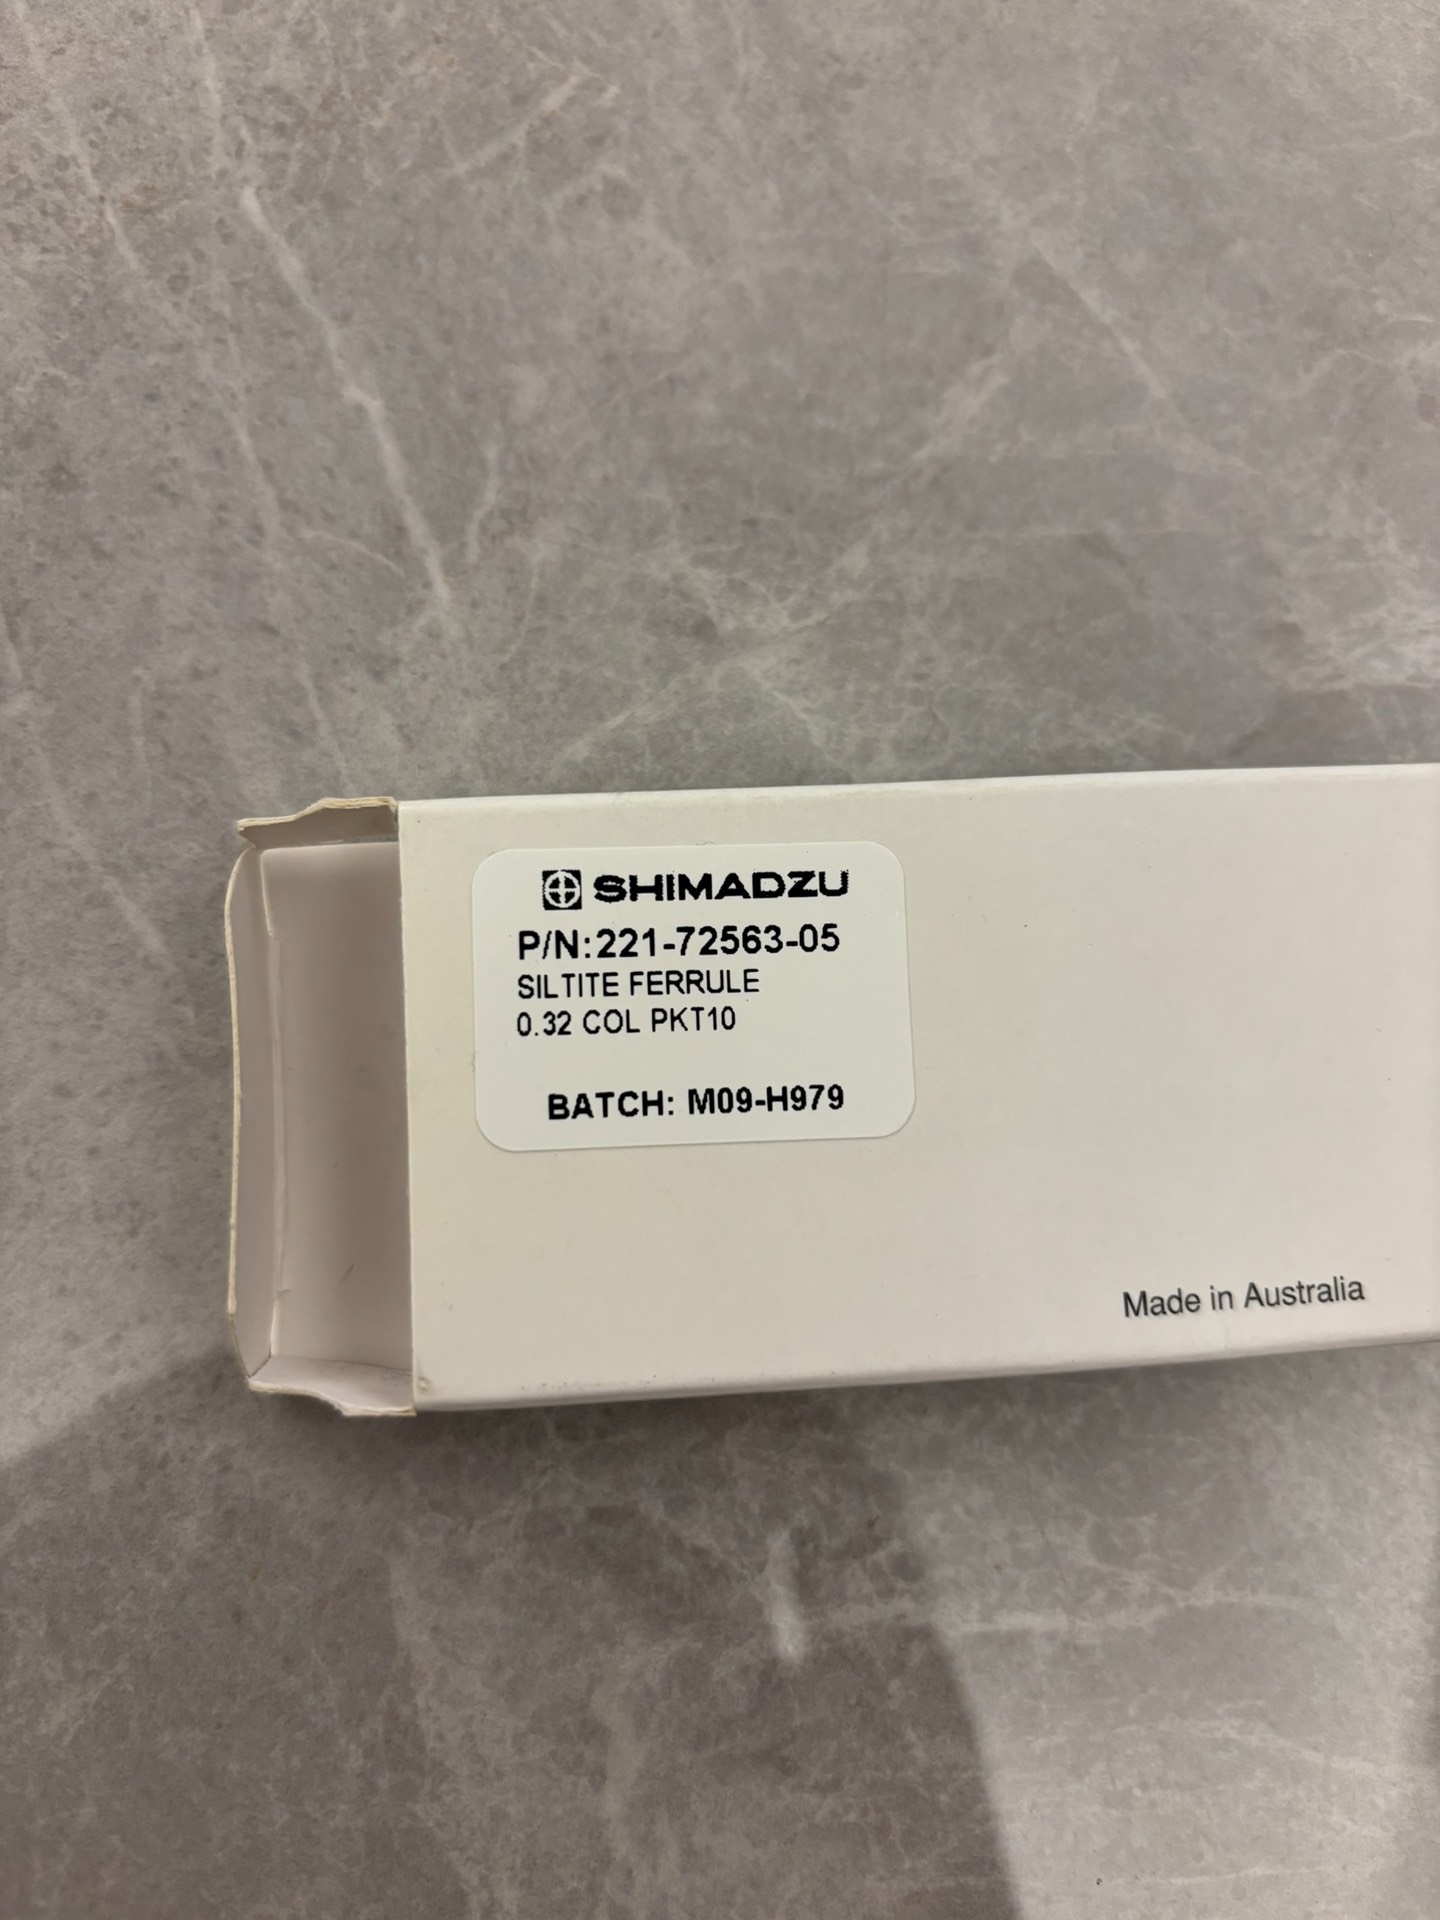 SHIMADZU
P/N:221-72563-05
SILTITE FERRULE
0.32 COL PKT10
BATCH: M09-H979
Made in Australia